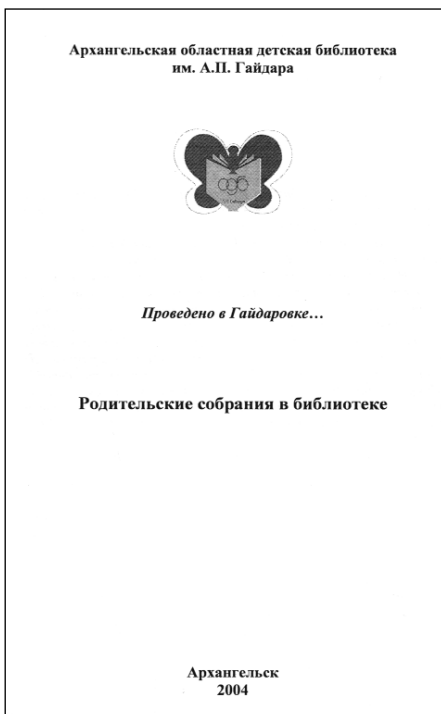 Архангельская областная детская библиотека
им. А.П. Гайдара
Проведено в Гайдаровке…
Родительские собрания в библиотеке
Архангельск
2004